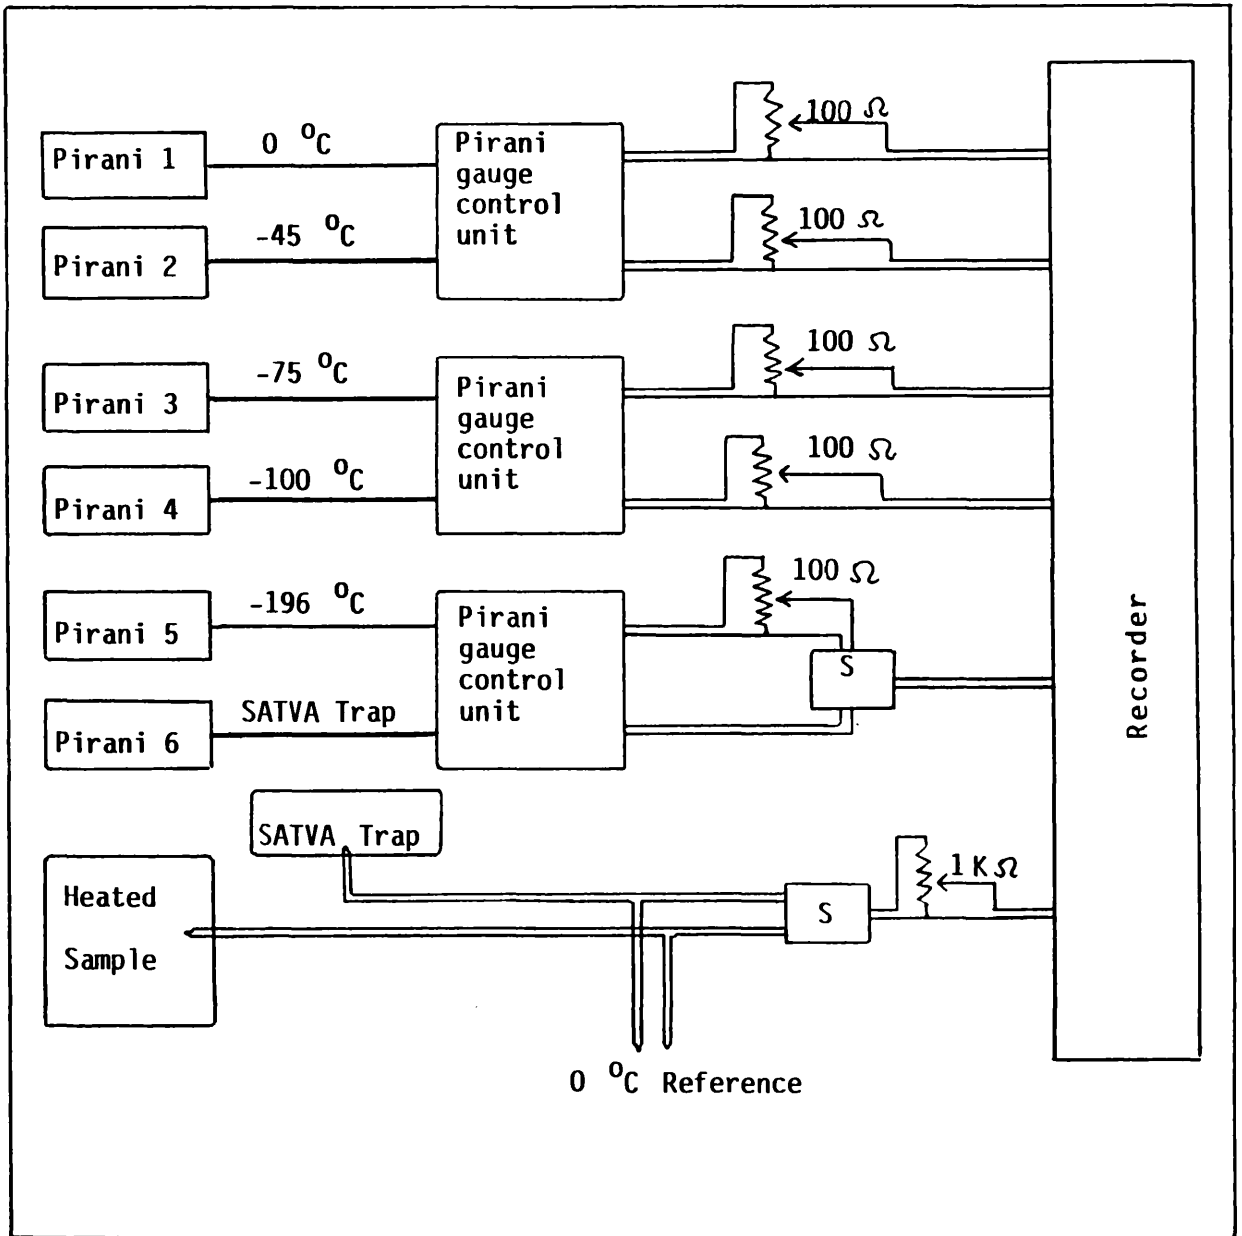 Pirani 1
0 °C
Pirani
gauge
control
unit
100 Ω
Pirani 2
-45 °C
100 Ω
Pirani 3
-75 °C
Pirani
gauge
control
unit
100 Ω
Pirani 4
-100 °C
100 Ω
Pirani 5
-196 °C
Pirani
gauge
control
unit
100 Ω
S
Pirani 6
SATVA Trap
Recorder
SATVA Trap
Heated
Sample
S
1 K Ω
0 °C Reference